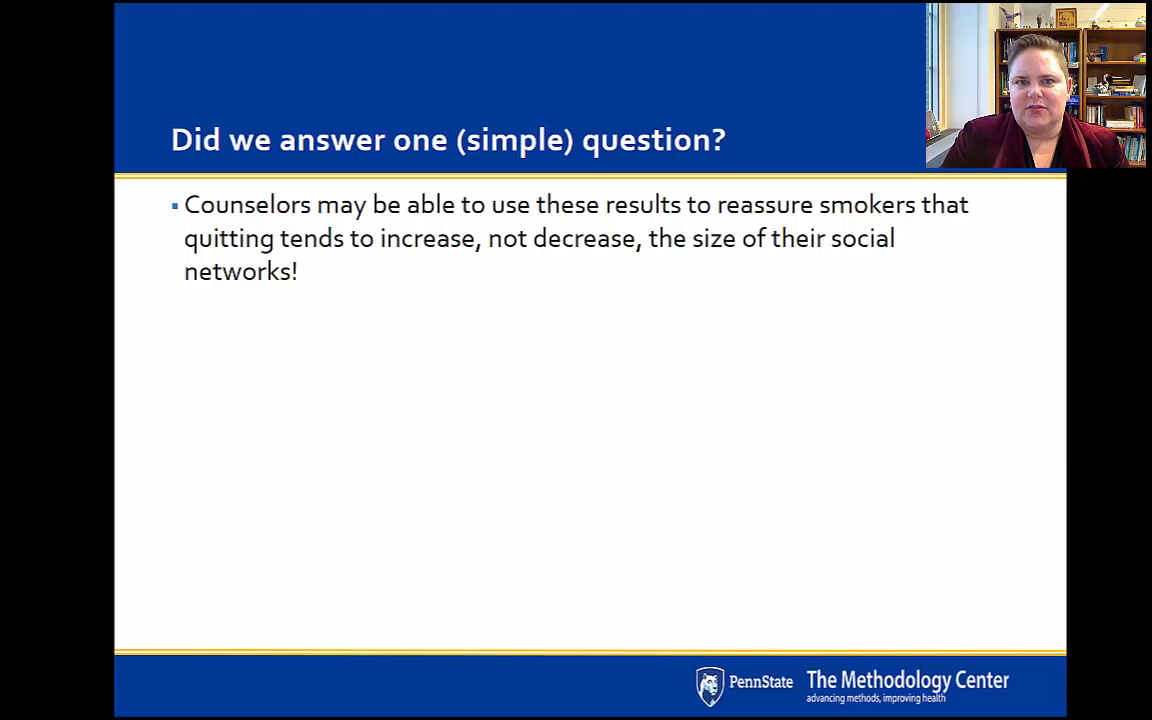 Did we answer one (simple) question?
▪ Counselors may be able to use these results to reassure smokers that
quitting tends to increase, not decrease, the size of their social
networks!
PennState
The Methodology Center
advancing methods, improving health